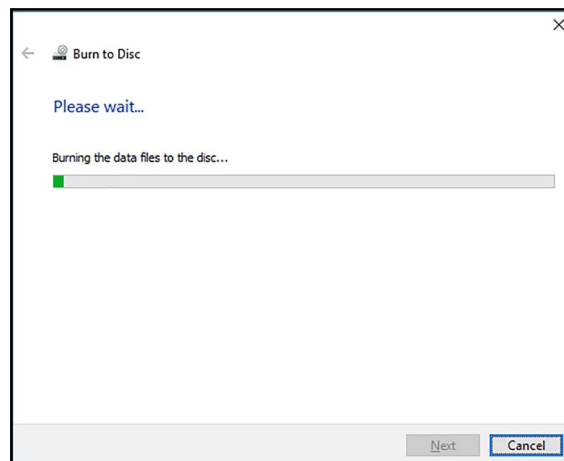 Burn to Disc
Please wait...
Burning the data files to the disc...
Next
Cancel